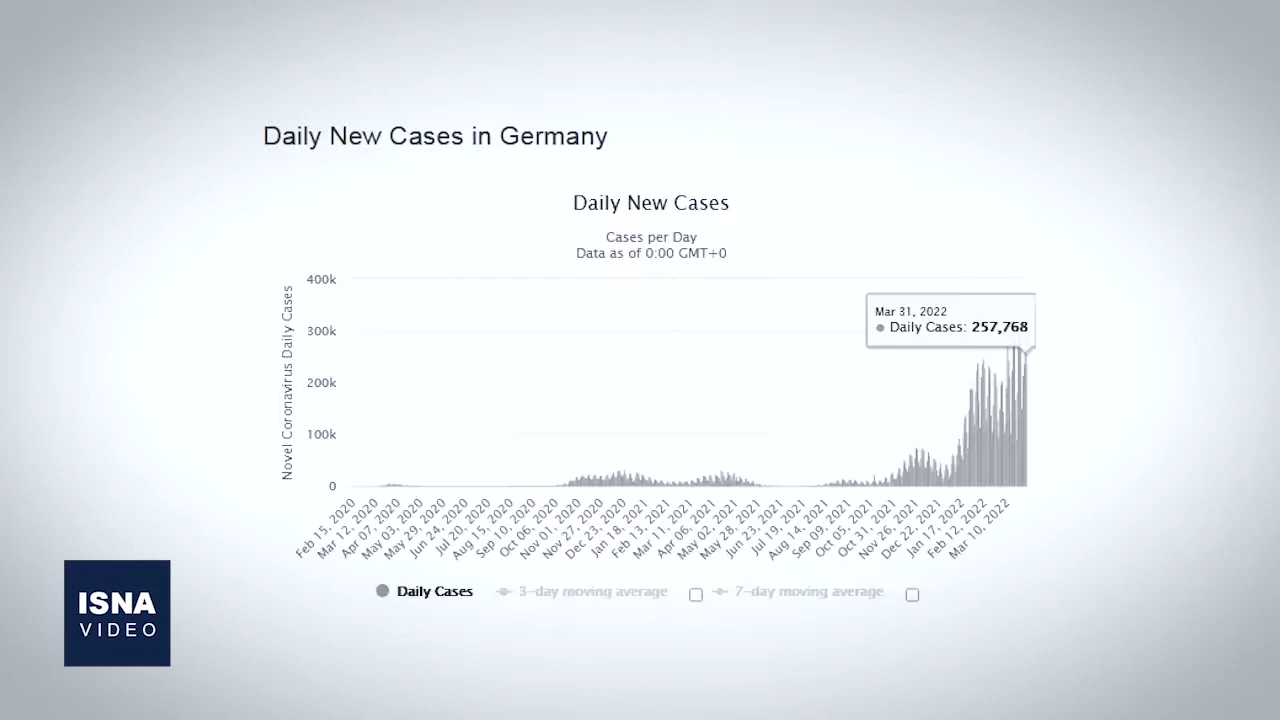 Daily New Cases in Germany
Daily New Cases
Cases per Day
Data as of 0:00 GMT+0
Novel Coronavirus Daily Cases
400k
300k
200k
100k
0
Mar 31, 2022
Daily Cases: 257,768
Feb 15, 2020
Mar 12, 2020
Apr 07, 2020
May 03, 2020
May 29, 2020
Jun 24, 2020
Jul 20, 2020
Aug 15, 2020
Sep 10, 2020
Oct 06, 2020
Nov 01, 2020
Nov 27, 2020
Dec 23, 2020
Jan 18, 2021
Feb 13, 2021
Mar 11, 2021
Apr 06, 2021
May 02, 2021
May 28, 2021
Jun 23, 2021
Jul 19, 2021
Aug 14, 2021
Sep 09, 2021
Oct 05, 2021
Oct 31, 2021
Nov 26, 2021
Dec 22, 2021
Jan 17, 2022
Feb 12, 2022
Mar 10, 2022
Daily Cases
3-day moving average
7-day moving average
ISNA
VIDEO